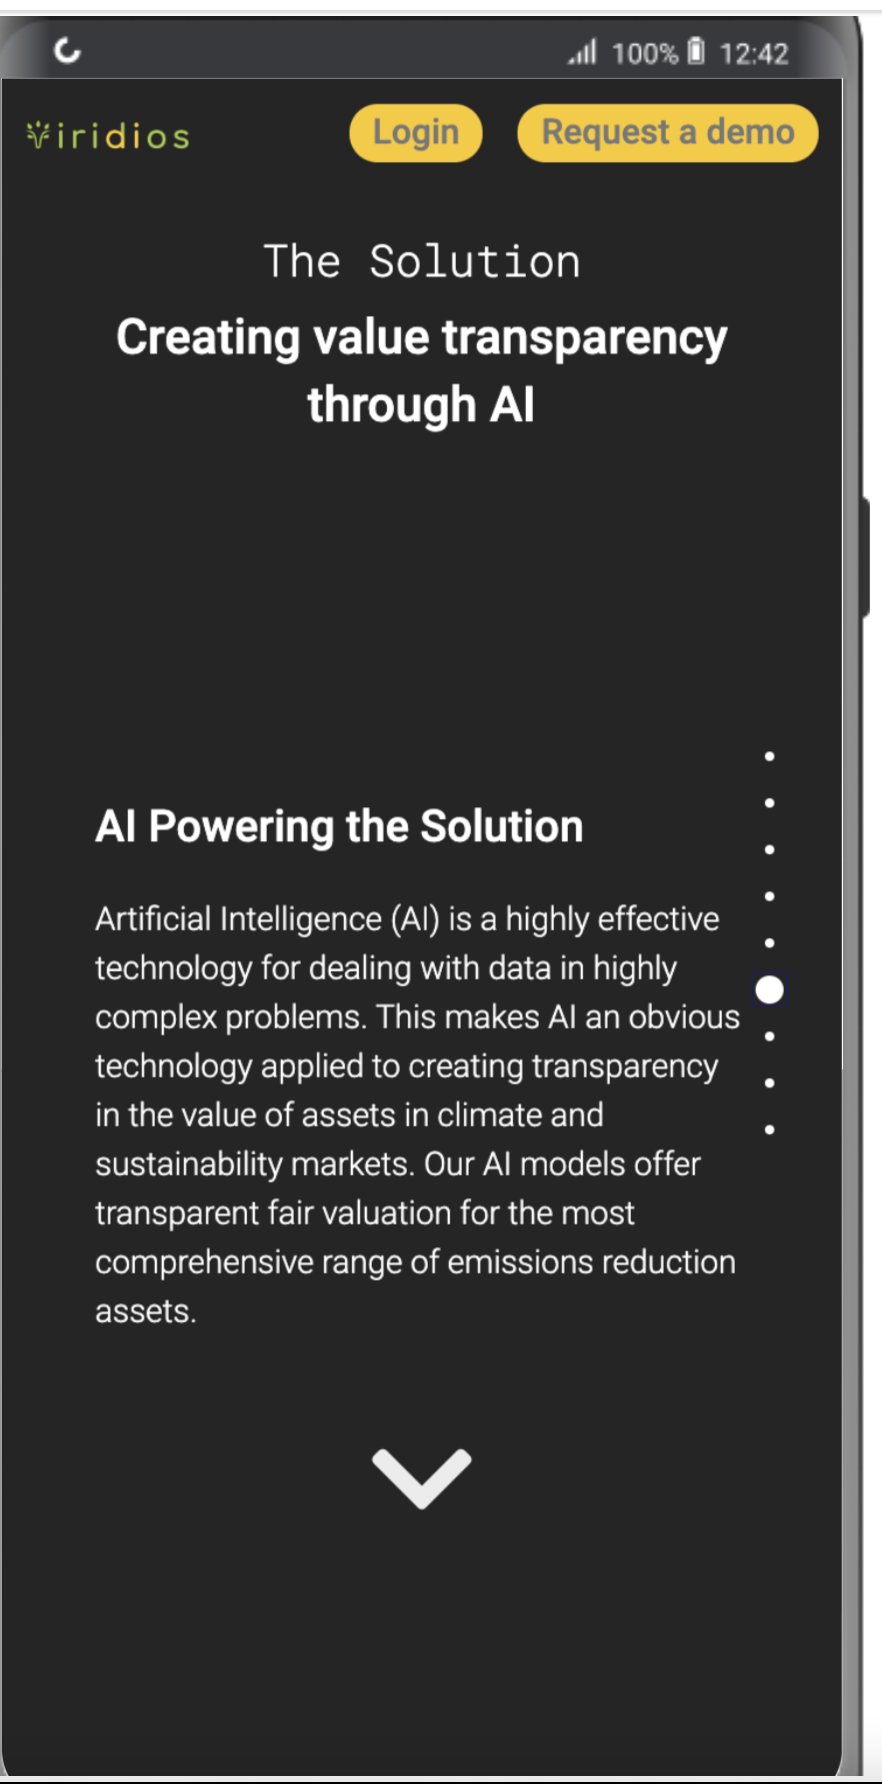 100% 12:42
Viridios
Login
Request a demo
The Solution
Creating value transparency
through AI
AI Powering the Solution
Artificial Intelligence (AI) is a highly effective
technology for dealing with data in highly
complex problems. This makes AI an obvious
technology applied to creating transparency
in the value of assets in climate and
sustainability markets. Our AI models offer
transparent fair valuation for the most
comprehensive range of emissions reduction
assets.